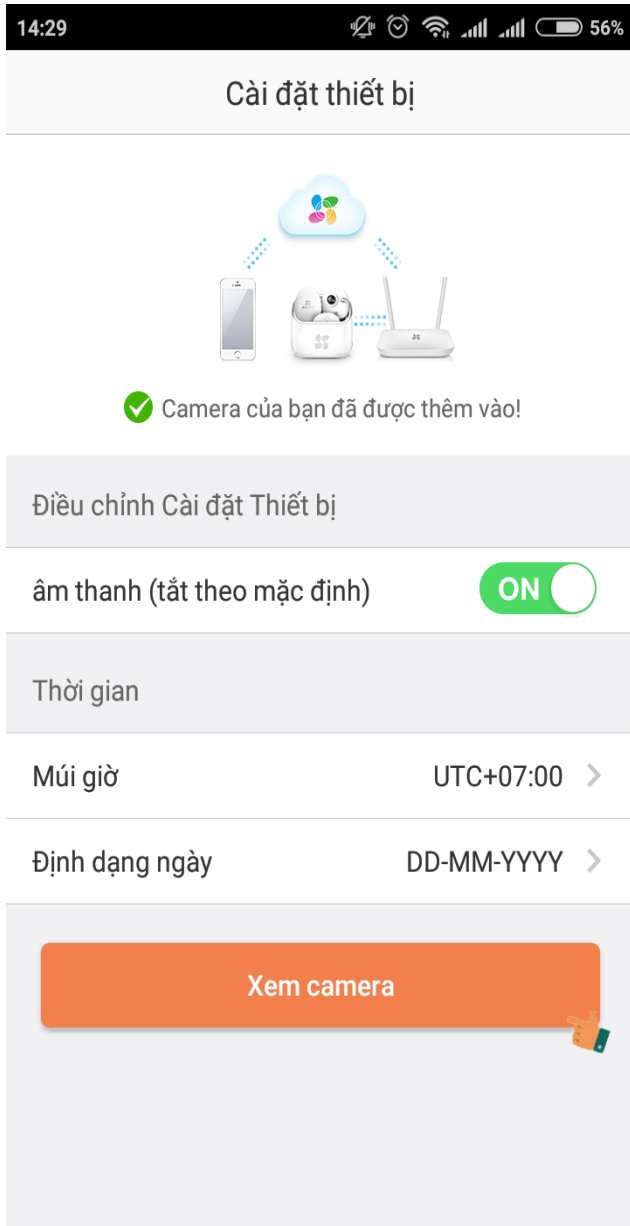 14:29
56%
Cài đặt thiết bị
Camera của bạn đã được thêm vào!
Điều chỉnh Cài đặt Thiết bị
âm thanh (tắt theo mặc định)
ON
Thời gian
Múi giờ
UTC+07:00
Định dạng ngày
DD-MM-YYYY
Xem camera